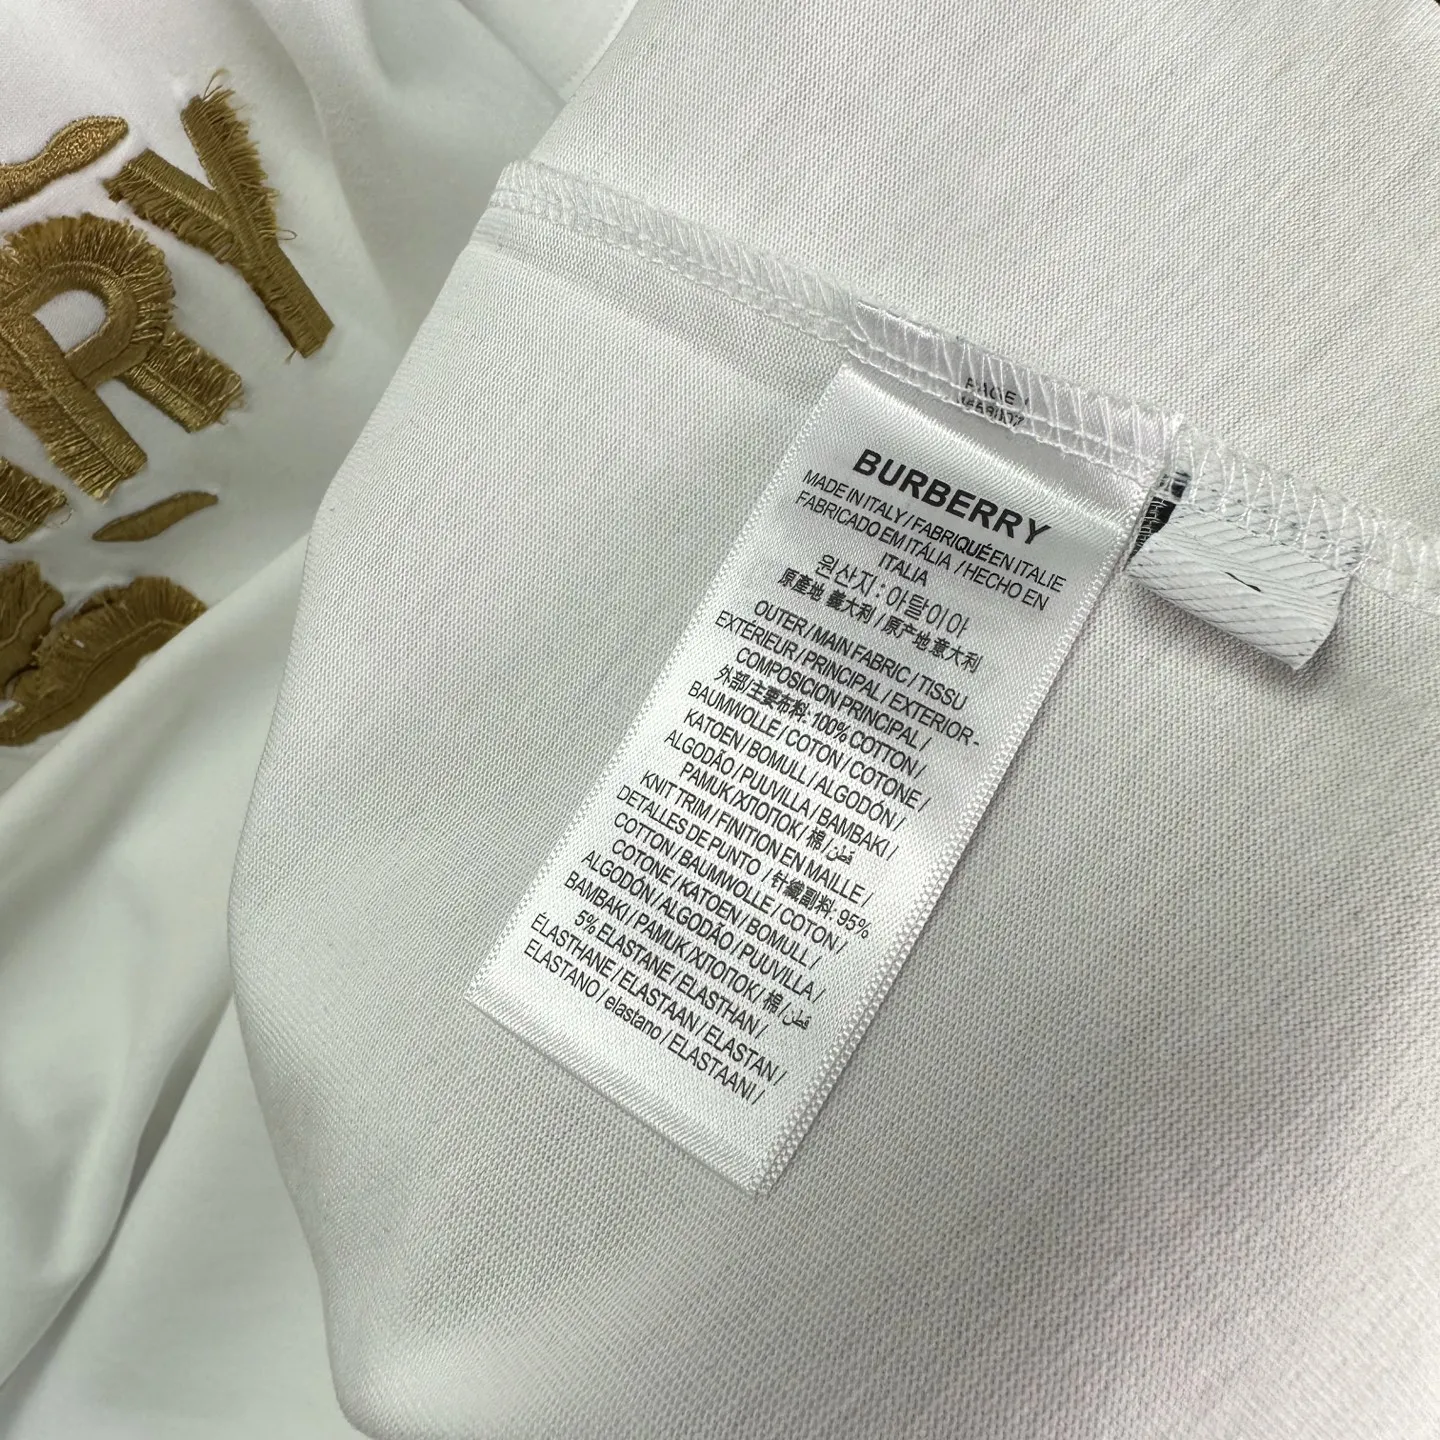 RRY
PAGE 1
BURBERRY
MADE IN ITALY / FABRIQUÉ EN ITALIE
FABRICADO EM ITÁLIA / HECHO EN
ITALIA
원산지 : 이탈이아
原產地 義大利 / 原产地 意大利
OUTER / MAIN FABRIC / TISSU
EXTÉRIEUR / PRINCIPAL / EXTERIOR -
COMPOSICION PRINCIPAL /
外部/主要布料: 100% COTTON /
BAUMWOLLE / COTON / COTONE /
KATOEN / BOMULL / ALGODÓN /
ALGODÃO / PUUVILLA / BAMBAKI /
PAMUK / ХЛОПОК / 棉 / قطن
KNIT TRIM / FINITION EN MAILLE /
DETALLES DE PUNTO / 針織副料: 95%
COTTON / BAUMWOLLE / COTON /
COTONE / KATOEN / BOMULL /
ALGODÓN / ALGODÃO / PUUVILLA /
BAMBAKI / PAMUK / ХЛОПОК / 棉 / قطن
5% ELASTANE / ELASTHAN /
ÉLASTHANE / ELASTAAN / ELASTAN /
ELASTANO / elastano / ELASTAANI /